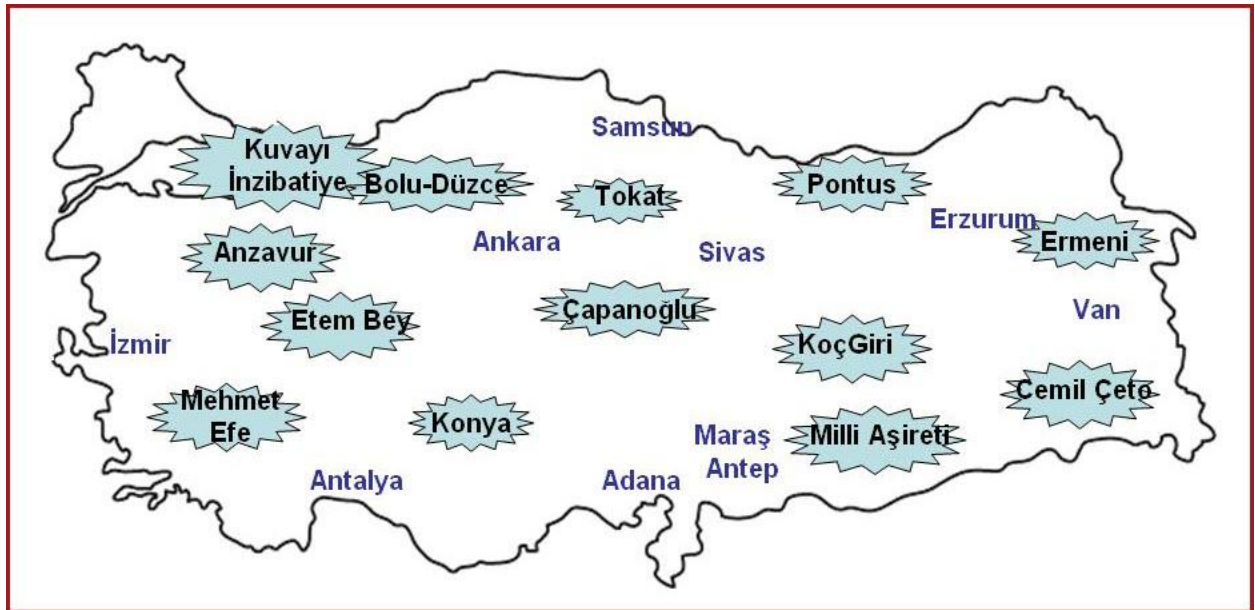 Samsun
Kuvayı
İnzibatiye
Bolu-Düzce
Tokat
Pontus
Erzurum
Ermeni
Ankara
Sivas
Anzavur
Etem Bey
Çapanoğlu
Van
İzmir
KoçGiri
Cemil Çeto
Mehmet
Efe
Konya
Maraş
Antep
Milli Aşireti
Antalya
Adana